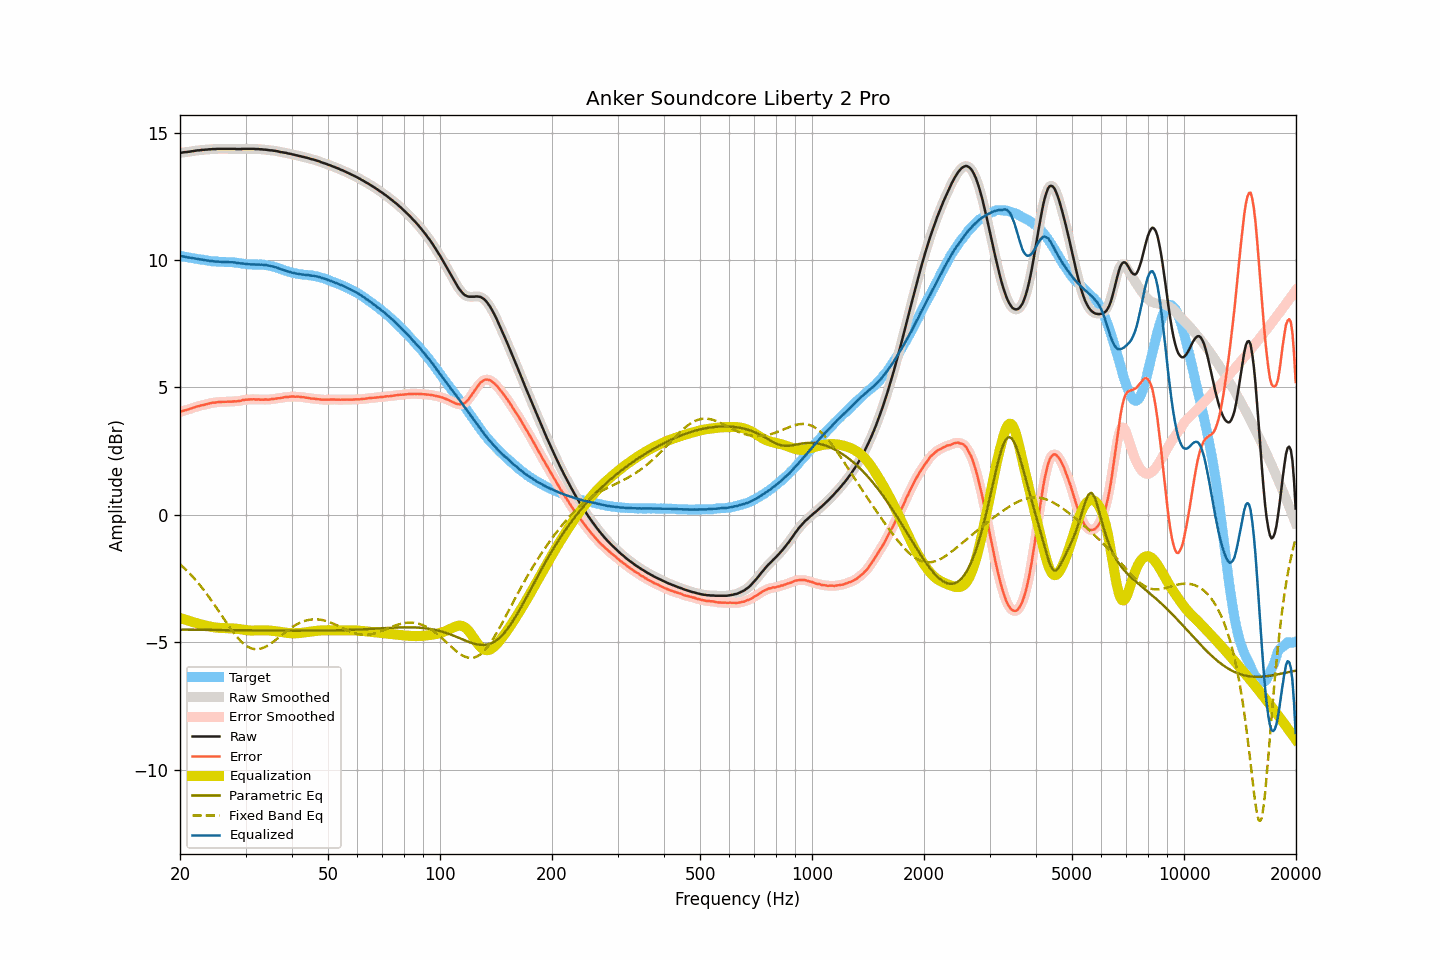 Anker Soundcore Liberty 2 Pro
15
10
5
0
−5
−10
Amplitude (dBr)
Target
Raw Smoothed
Error Smoothed
Raw
Error
Equalization
Parametric Eq
Fixed Band Eq
Equalized
20 50 100 200 500 1000 2000 5000 10000 20000
Frequency (Hz)